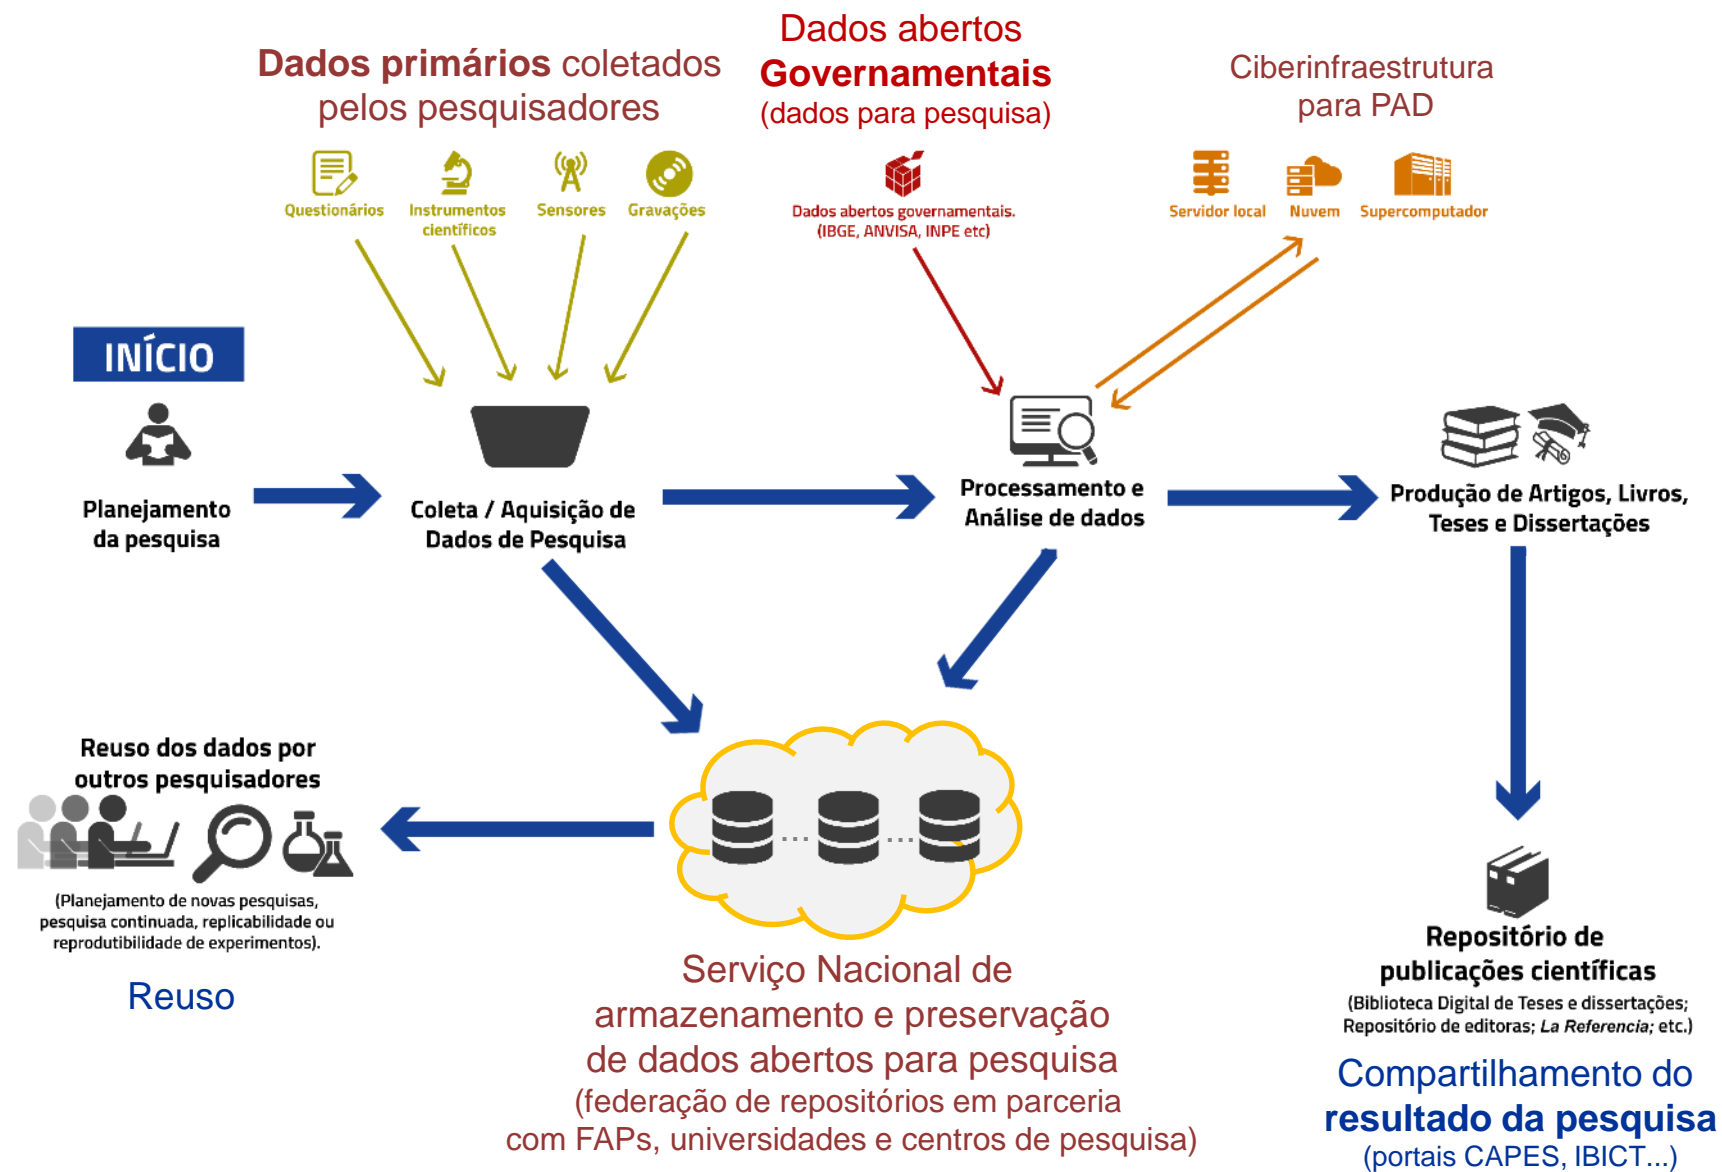 Dados primários coletados
pelos pesquisadores
Dados abertos
Governamentais
(dados para pesquisa)
Ciberinfraestrutura
para PAD
Questionários
Instrumentos
científicos
Sensores
Gravações
Dados abertos governamentais.
(IBGE, ANVISA, INPE etc)
Servidor local
Nuvem
Supercomputador
INÍCIO
Planejamento
da pesquisa
Coleta / Aquisição de
Dados de Pesquisa
Processamento e
Análise de dados
Produção de Artigos, Livros,
Teses e Dissertações
Reuso dos dados por
outros pesquisadores
(Planejamento de novas pesquisas,
pesquisa continuada, replicabilidade ou
reprodutibilidade de experimentos).
Reuso
Serviço Nacional de
armazenamento e preservação
de dados abertos para pesquisa
(federação de repositórios em parceria
com FAPs, universidades e centros de pesquisa)
Repositório de
publicações científicas
(Biblioteca Digital de Teses e dissertações;
Repositório de editoras; La Referencia; etc.)
Compartilhamento do
resultado da pesquisa
(portais CAPES, IBICT...)